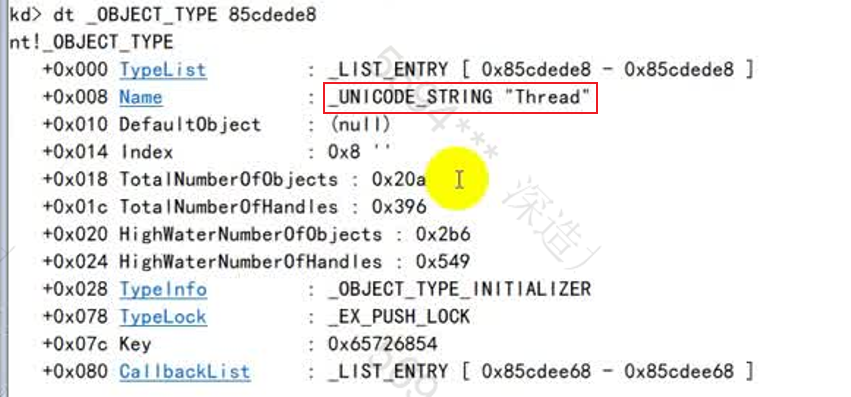 kd> dt _OBJECT_TYPE 85cdede8
nt!_OBJECT_TYPE
+0x000 TypeList : _LIST_ENTRY [ 0x85cdede8 - 0x85cdede8 ]
+0x008 Name : _UNICODE_STRING "Thread"
+0x010 DefaultObject : (null)
+0x014 Index : 0x8 ''
+0x018 TotalNumberOfObjects : 0x20a
+0x01c TotalNumberOfHandles : 0x396
+0x020 HighWaterNumberOfObjects : 0x2b6
+0x024 HighWaterNumberOfHandles : 0x549
+0x028 TypeInfo : _OBJECT_TYPE_INITIALIZER
+0x078 TypeLock : _EX_PUSH_LOCK
+0x07c Key : 0x65726854
+0x080 CallbackList : _LIST_ENTRY [ 0x85cdee68 - 0x85cdee68 ]
深造